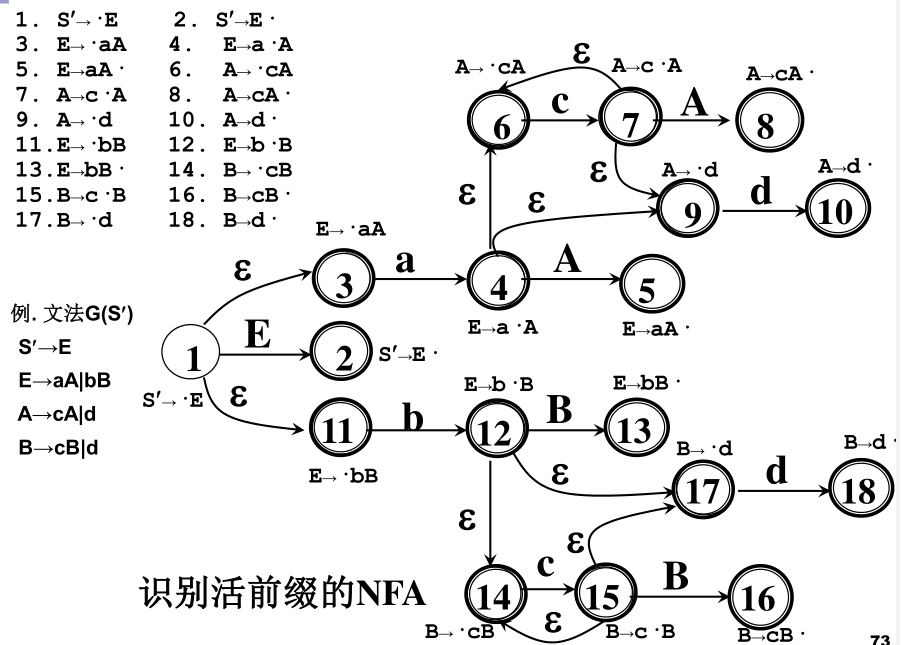 1. S′→·E 2. S′→E·
3. E→·aA 4. E→a·A
5. E→aA· 6. A→·cA
7. A→c·A 8. A→cA·
9. A→·d 10. A→d·
11.E→·bB 12. E→b·B
13.E→bB· 14. B→·cB
15.B→c·B 16. B→cB·
17.B→·d 18. B→d·
例.文法G(S′)
S′→E
E→aA|bB
A→cA|d
B→cB|d
A→·cA
ε
A→c·A
A→cA·
6
c
7
A
8
ε
ε
ε
A→·d
9
d
A→d·
10
E→·aA
ε
3
a
4
A
5
E→a·A
E→aA·
1
E
2
S′→E·
S′→·E
ε
11
b
E→·bB
E→b·B
12
B
E→bB·
13
ε
B→·d
17
d
B→d·
18
ε
ε
14
c
15
B
16
B→·cB
ε
B→c·B
B→cB·
识别活前缀的NFA
73